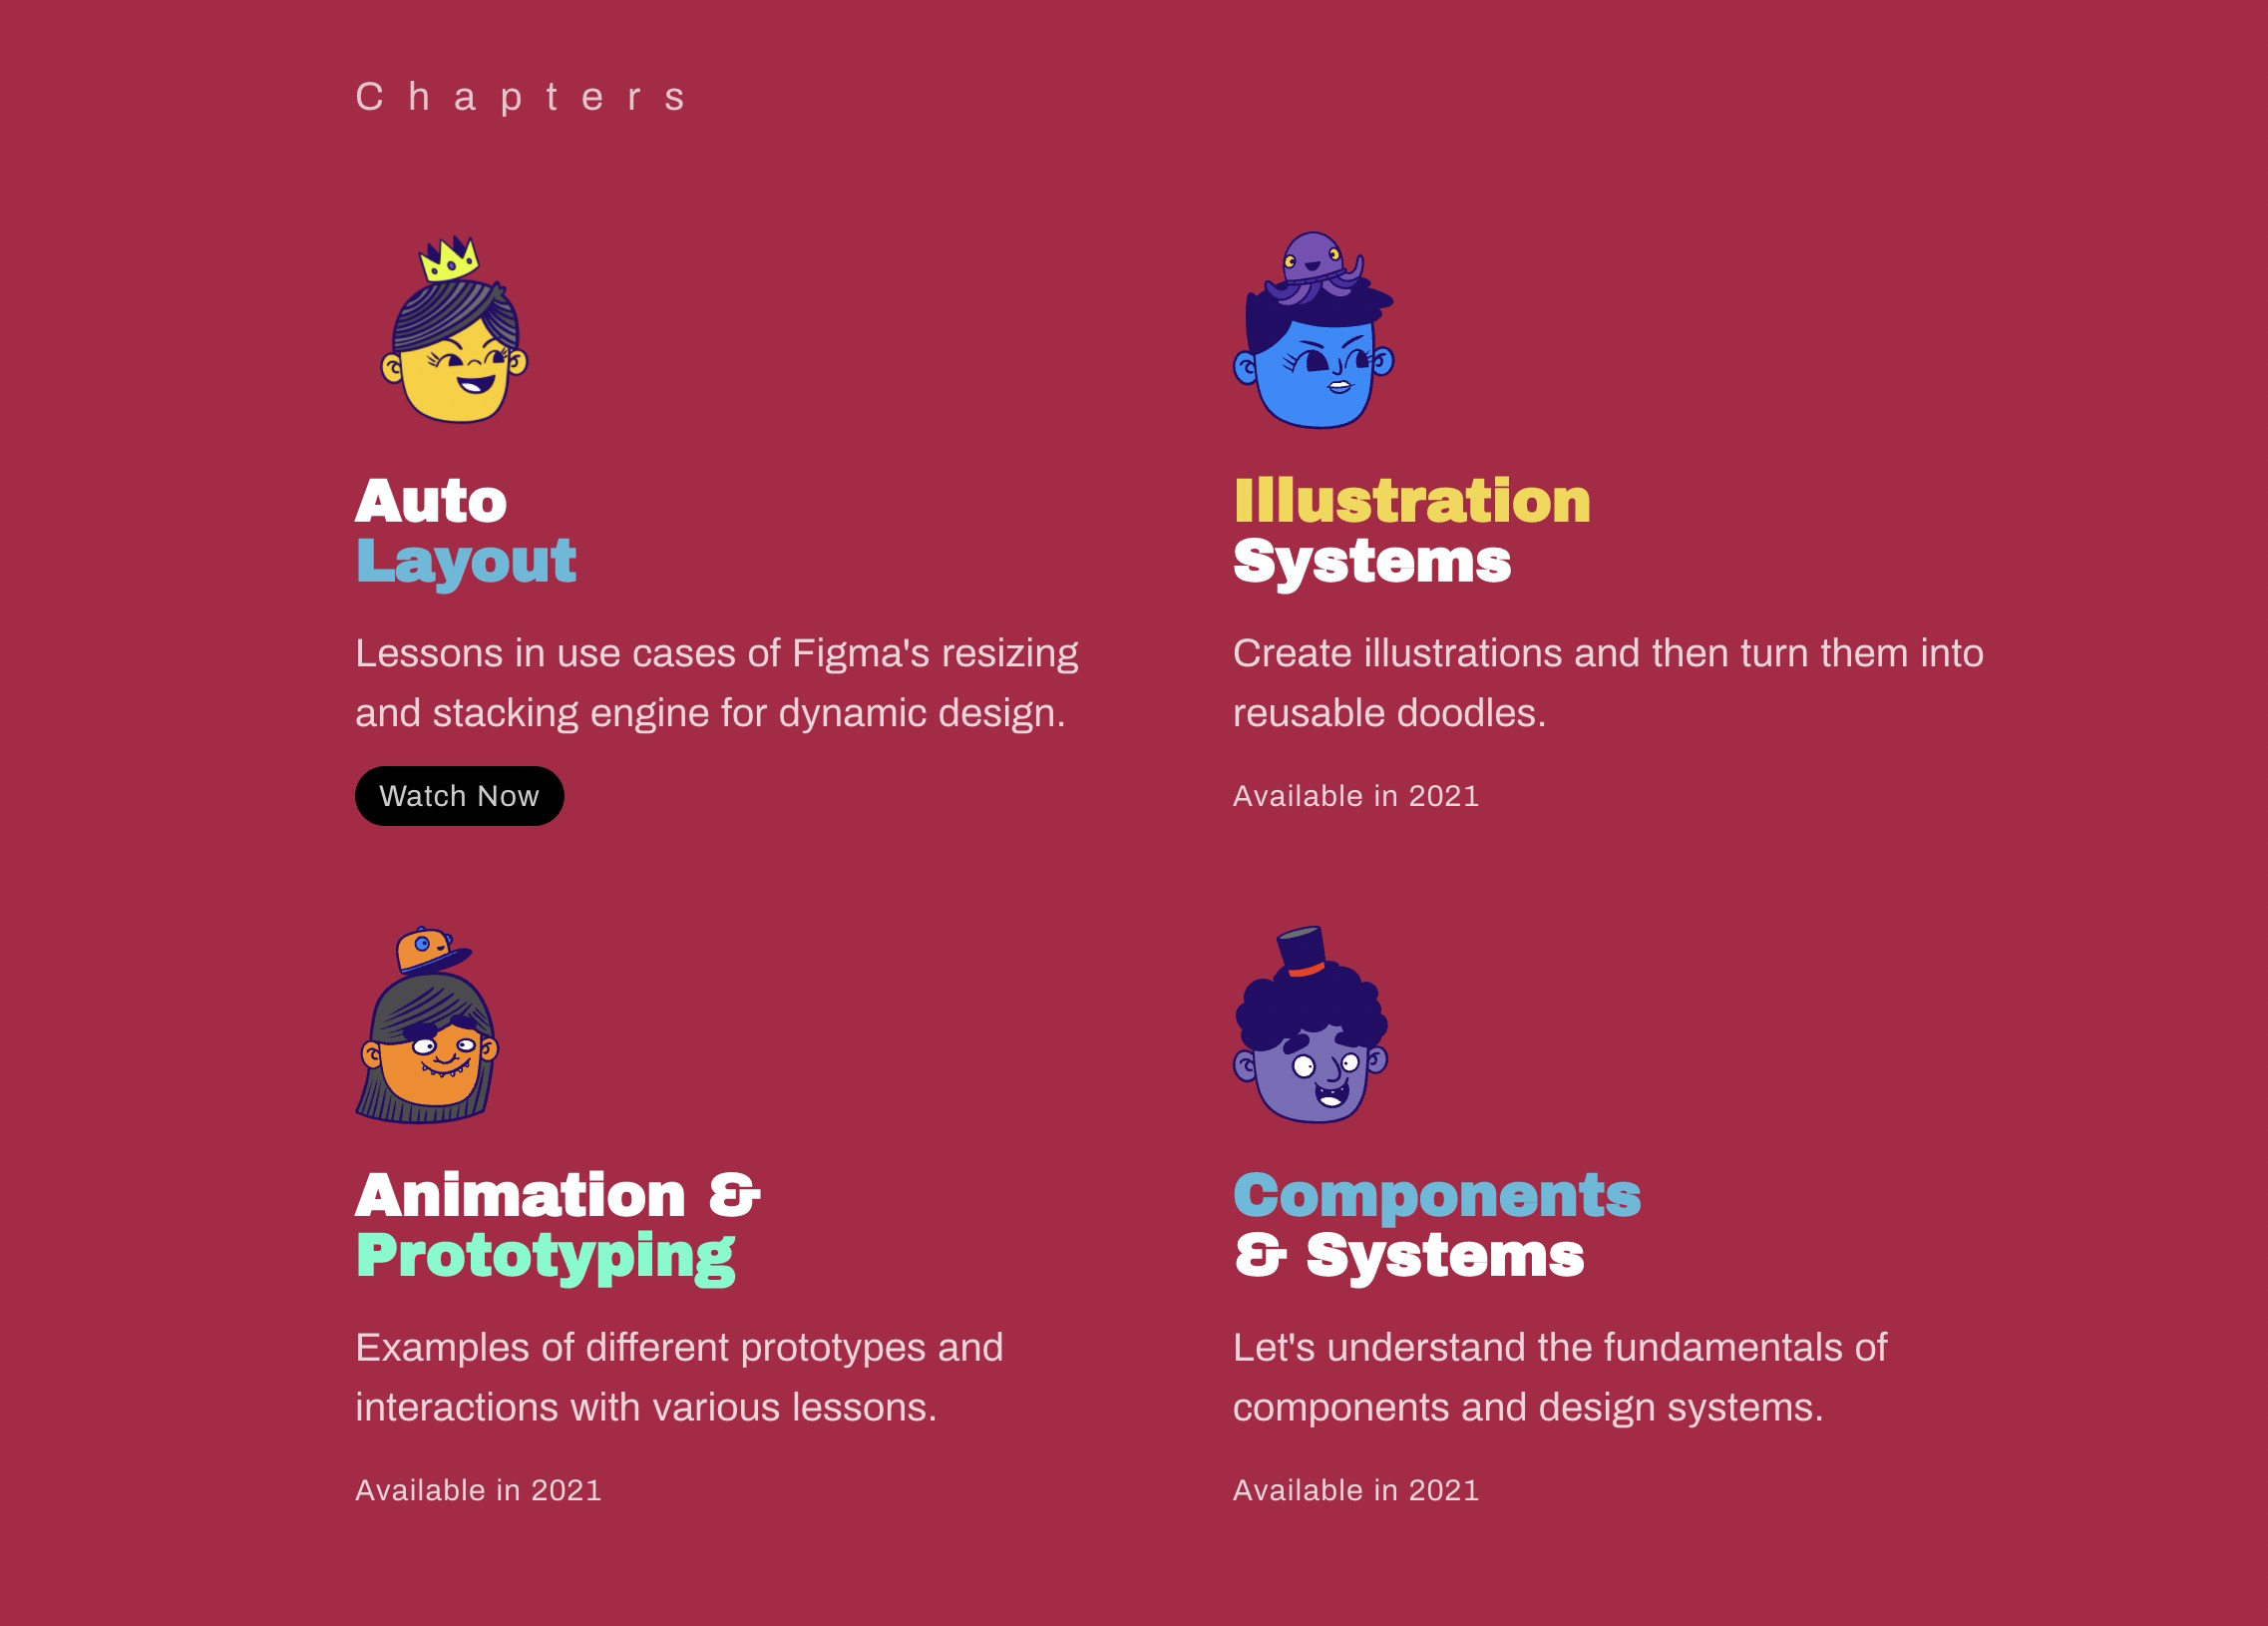 Chapters
Auto
Layout
Lessons in use cases of Figma's resizing
and stacking engine for dynamic design.
Watch Now
Illustration
Systems
Create illustrations and then turn them into
reusable doodles.
Available in 2021
Animation &
Prototyping
Examples of different prototypes and
interactions with various lessons.
Available in 2021
Components
& Systems
Let's understand the fundamentals of
components and design systems.
Available in 2021